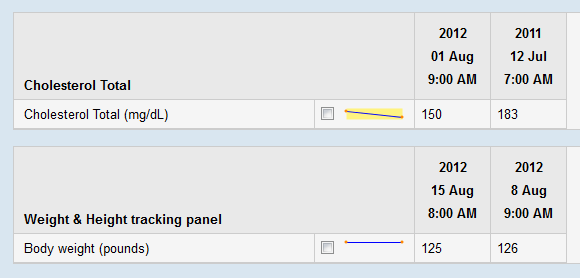 2012 2011
01 Aug 12 Jul
9:00 AM 7:00 AM
Cholesterol Total
Cholesterol Total (mg/dL) 150 183
2012 2012
15 Aug 8 Aug
8:00 AM 9:00 AM
Weight & Height tracking panel
Body weight (pounds) 125 126